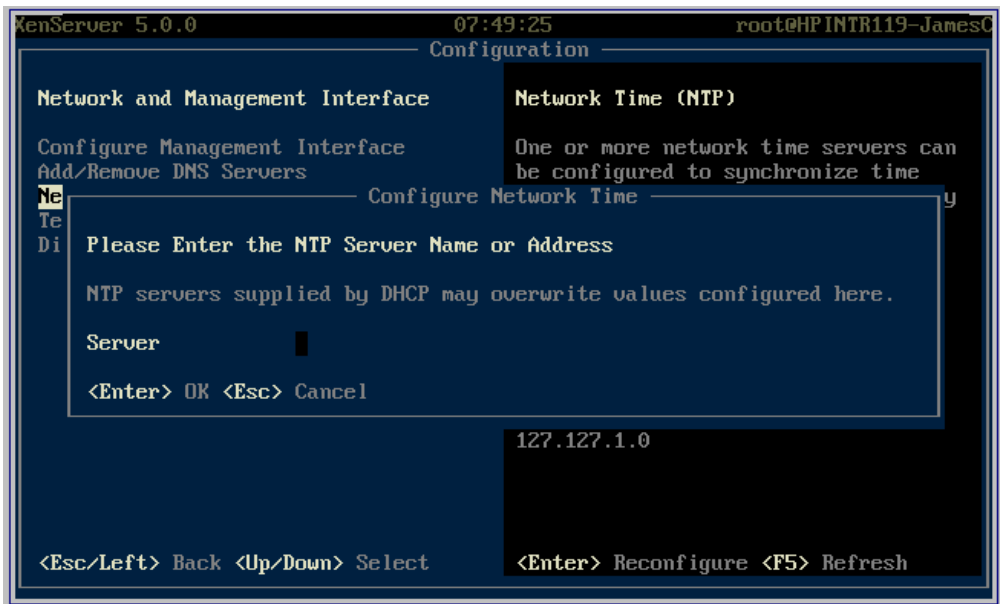 XenServer 5.0.0 07:49:25 root@HPINTR119-JamesC
Configuration
Network and Management Interface
Configure Management Interface
Add/Remove DNS Servers
Ne
Te
Di
Network Time (NTP)
One or more network time servers can
be configured to synchronize time
y
Configure Network Time
Please Enter the NTP Server Name or Address
NTP servers supplied by DHCP may overwrite values configured here.
Server
<Enter> OK <Esc> Cancel
127.127.1.0
<Esc/Left> Back <Up/Down> Select
<Enter> Reconfigure <F5> Refresh